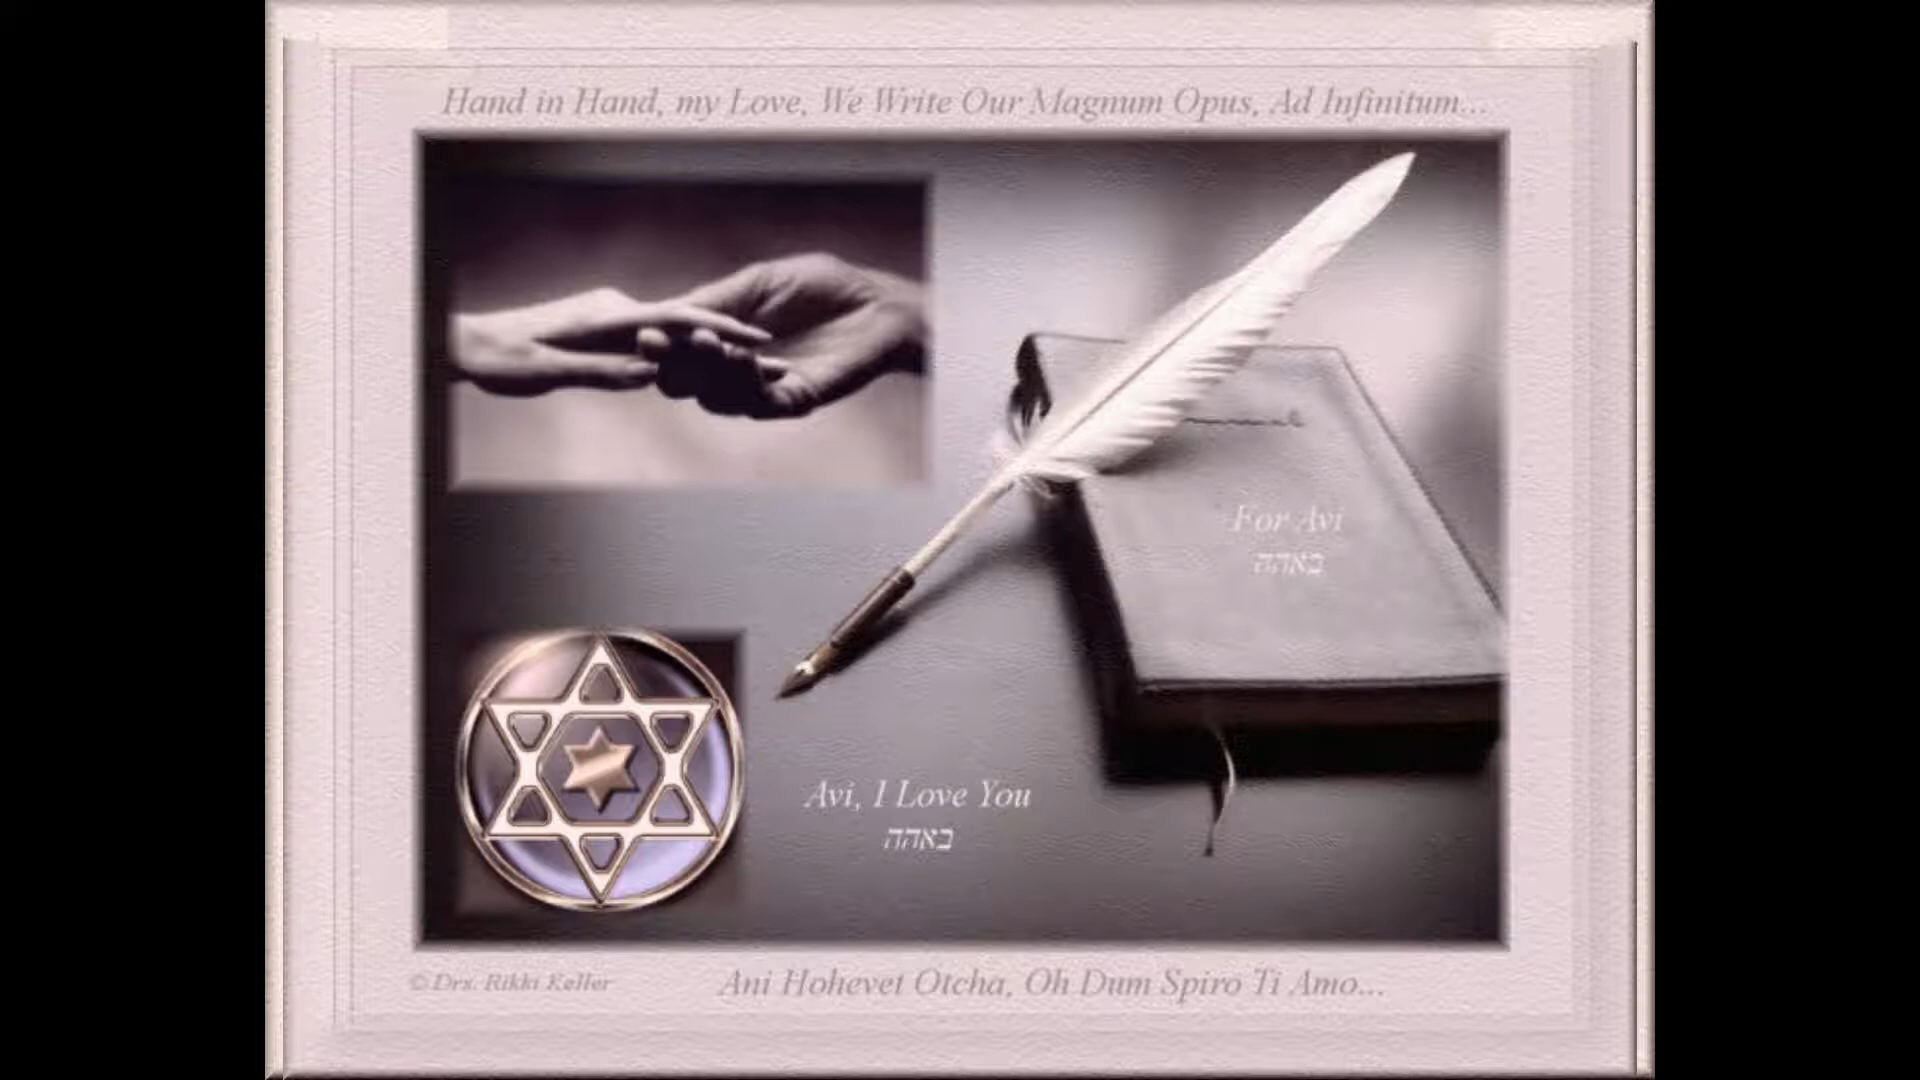 Hand in Hand, my Love, We Write Our Magnum Opus, Ad Infinitum...
For Avi
באהה
Avi, I Love You
באהה
© Drs. Rikki Køller
Ani Hohevet Otcha, Oh Dum Spiro Ti Amo...